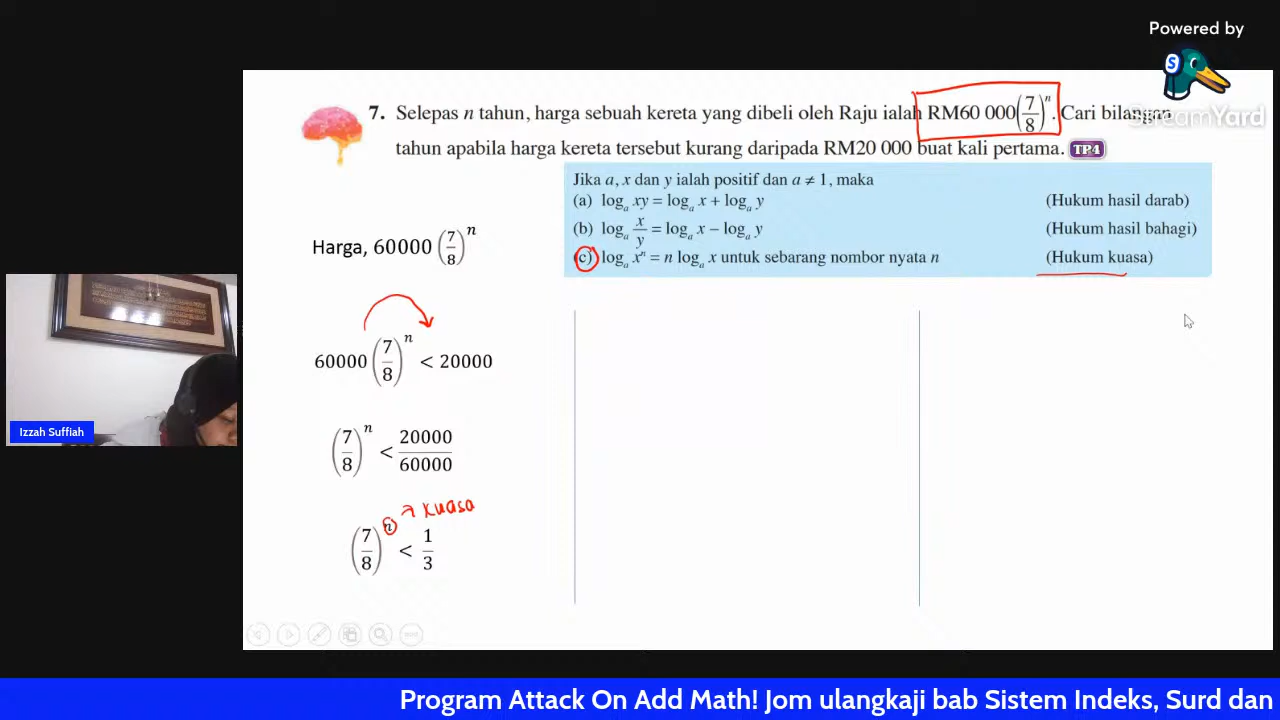 Powered by
StreamYard
7. Selepas n tahun, harga sebuah kereta yang dibeli oleh Raju ialah RM60 000(7/8)^n. Cari bilangan
tahun apabila harga kereta tersebut kurang daripada RM20 000 buat kali pertama. TP4
Jika a, x dan y ialah positif dan a ≠ 1, maka
(a) log_a xy = log_a x + log_a y (Hukum hasil darab)
(b) log_a x/y = log_a x – log_a y (Hukum hasil bahagi)
(c) log_a x^n = n log_a x untuk sebarang nombor nyata n (Hukum kuasa)
Harga, 60000 (7/8)^n
60000 (7/8)^n < 20000
(7/8)^n < 20000/60000
→ kuasa
(7/8)^n < 1/3
Izzah Suffiah
Program Attack On Add Math! Jom ulangkaji bab Sistem Indeks, Surd dan